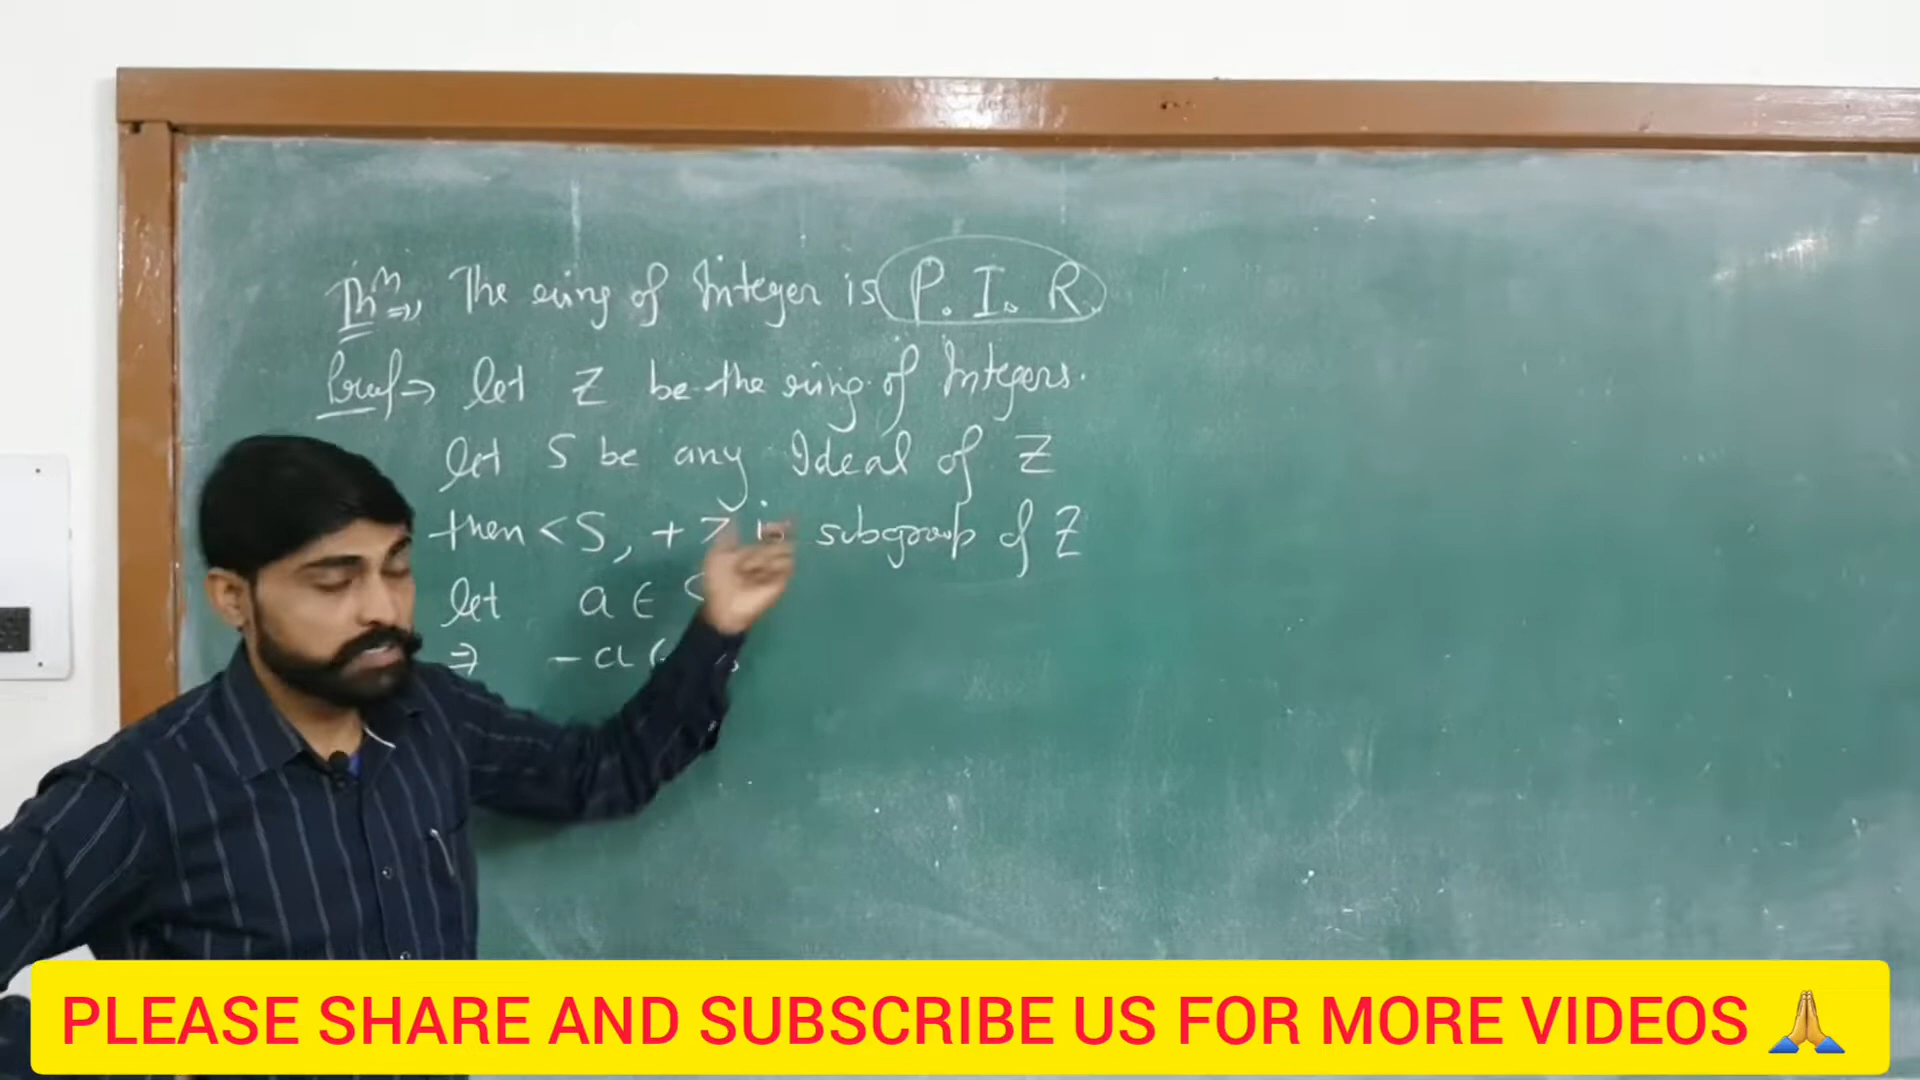 Thm⇒, The ring of Integer is P. I. R.
Proof⇒ let Z be the ring of Integers.
let S be any Ideal of Z
then <S, +> is subgroup of Z
let a ∈ S
⇒ -a ∈
PLEASE SHARE AND SUBSCRIBE US FOR MORE VIDEOS 🙏